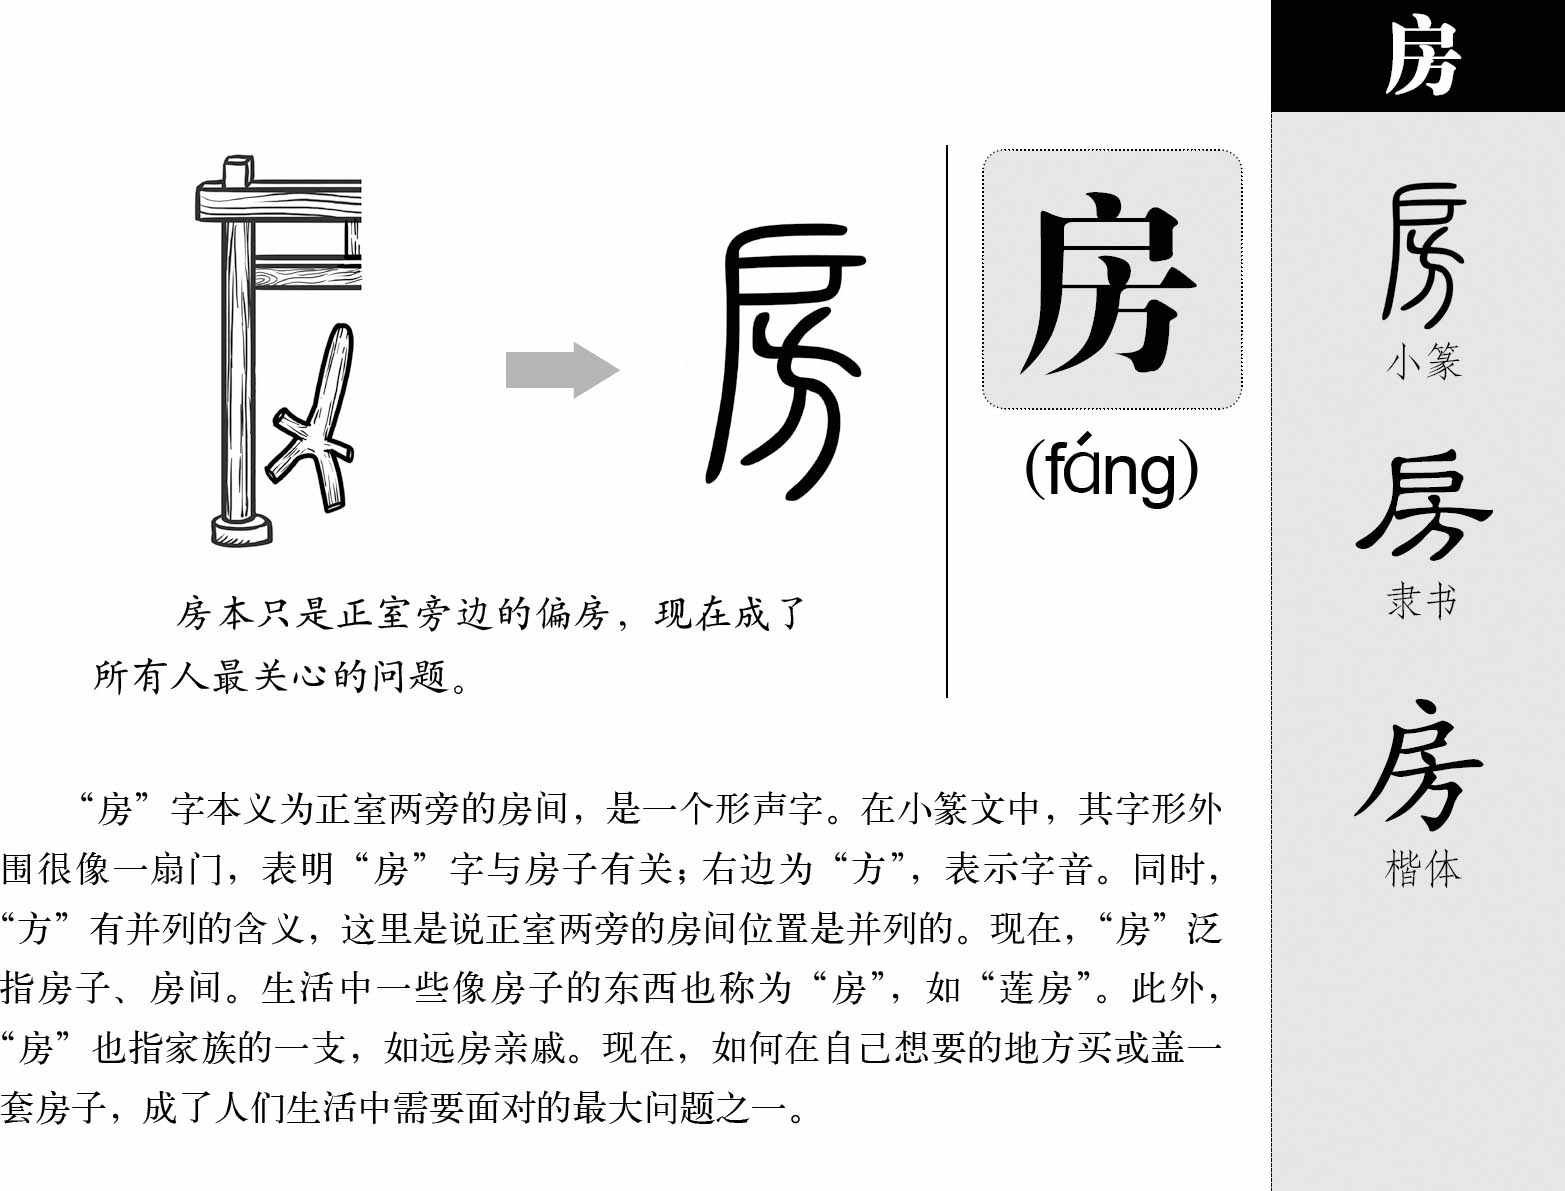 房
房
房
(fáng)
房本只是正室旁边的偏房，现在成了
所有人最关心的问题。
“房”字本义为正室两旁的房间，是一个形声字。在小篆文中，其字形外
围很像一扇门，表明“房”字与房子有关；右边为“方”，表示字音。同时，
“方”有并列的含义，这里是说正室两旁的房间位置是并列的。现在，“房”泛
指房子、房间。生活中一些像房子的东西也称为“房”，如“莲房”。此外，
“房”也指家族的一支，如远房亲戚。现在，如何在自己想要的地方买或盖一
套房子，成了人们生活中需要面对的最大问题之一。
房
小篆
房
隶书
房
楷体